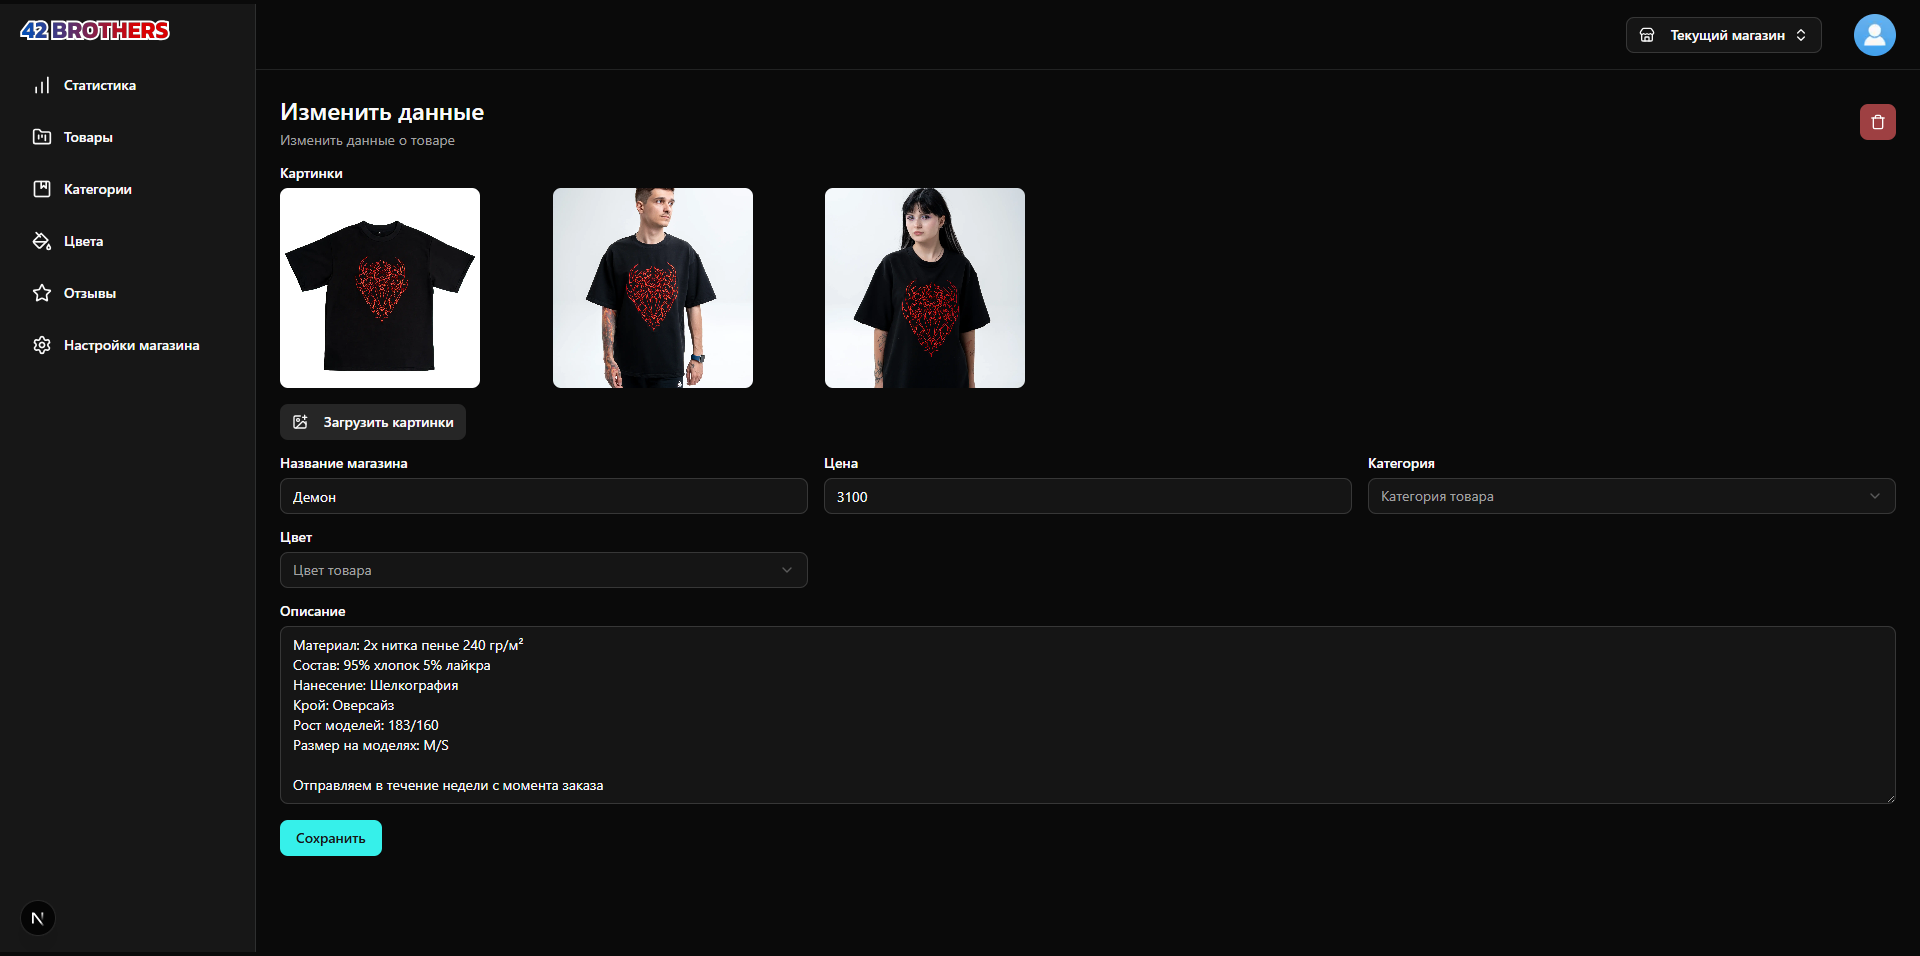 42 BROTHERS
Текущий магазин
Статистика
Товары
Категории
Цвета
Отзывы
Настройки магазина
Изменить данные
Изменить данные о товаре
Картинки
Загрузить картинки
Название магазина
Демон
Цена
3100
Категория
Категория товара
Цвет
Цвет товара
Описание
Материал: 2х нитка пенье 240 гр/м²
Состав: 95% хлопок 5% лайкра
Нанесение: Шелкография
Крой: Оверсайз
Рост моделей: 183/160
Размер на моделях: M/S
Отправляем в течение недели с момента заказа
Сохранить
N